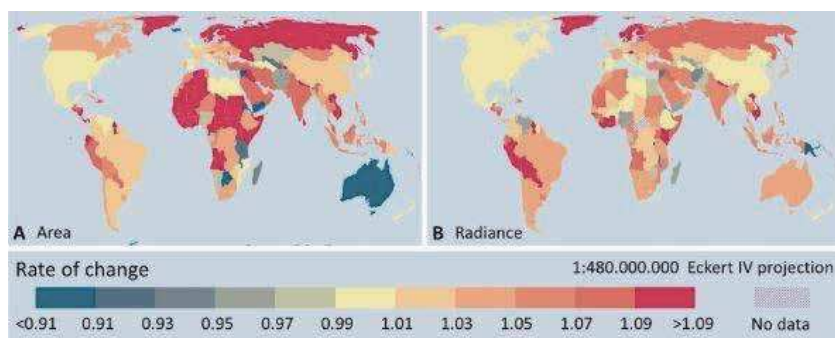 A Area
B Radiance
Rate of change
1:480.000.000 Eckert IV projection
<0.91 0.91 0.93 0.95 0.97 0.99 1.01 1.03 1.05 1.07 1.09 >1.09 No data